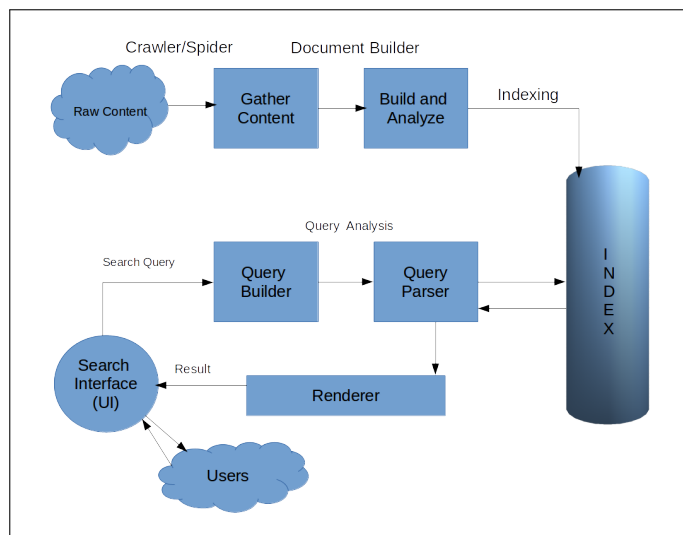 Crawler/Spider
Document Builder
Raw Content
Gather
Content
Build and
Analyze
Indexing
Query Analysis
Search Query
Query
Builder
Query
Parser
I
N
D
E
X
Search
Interface
(UI)
Result
Renderer
Users